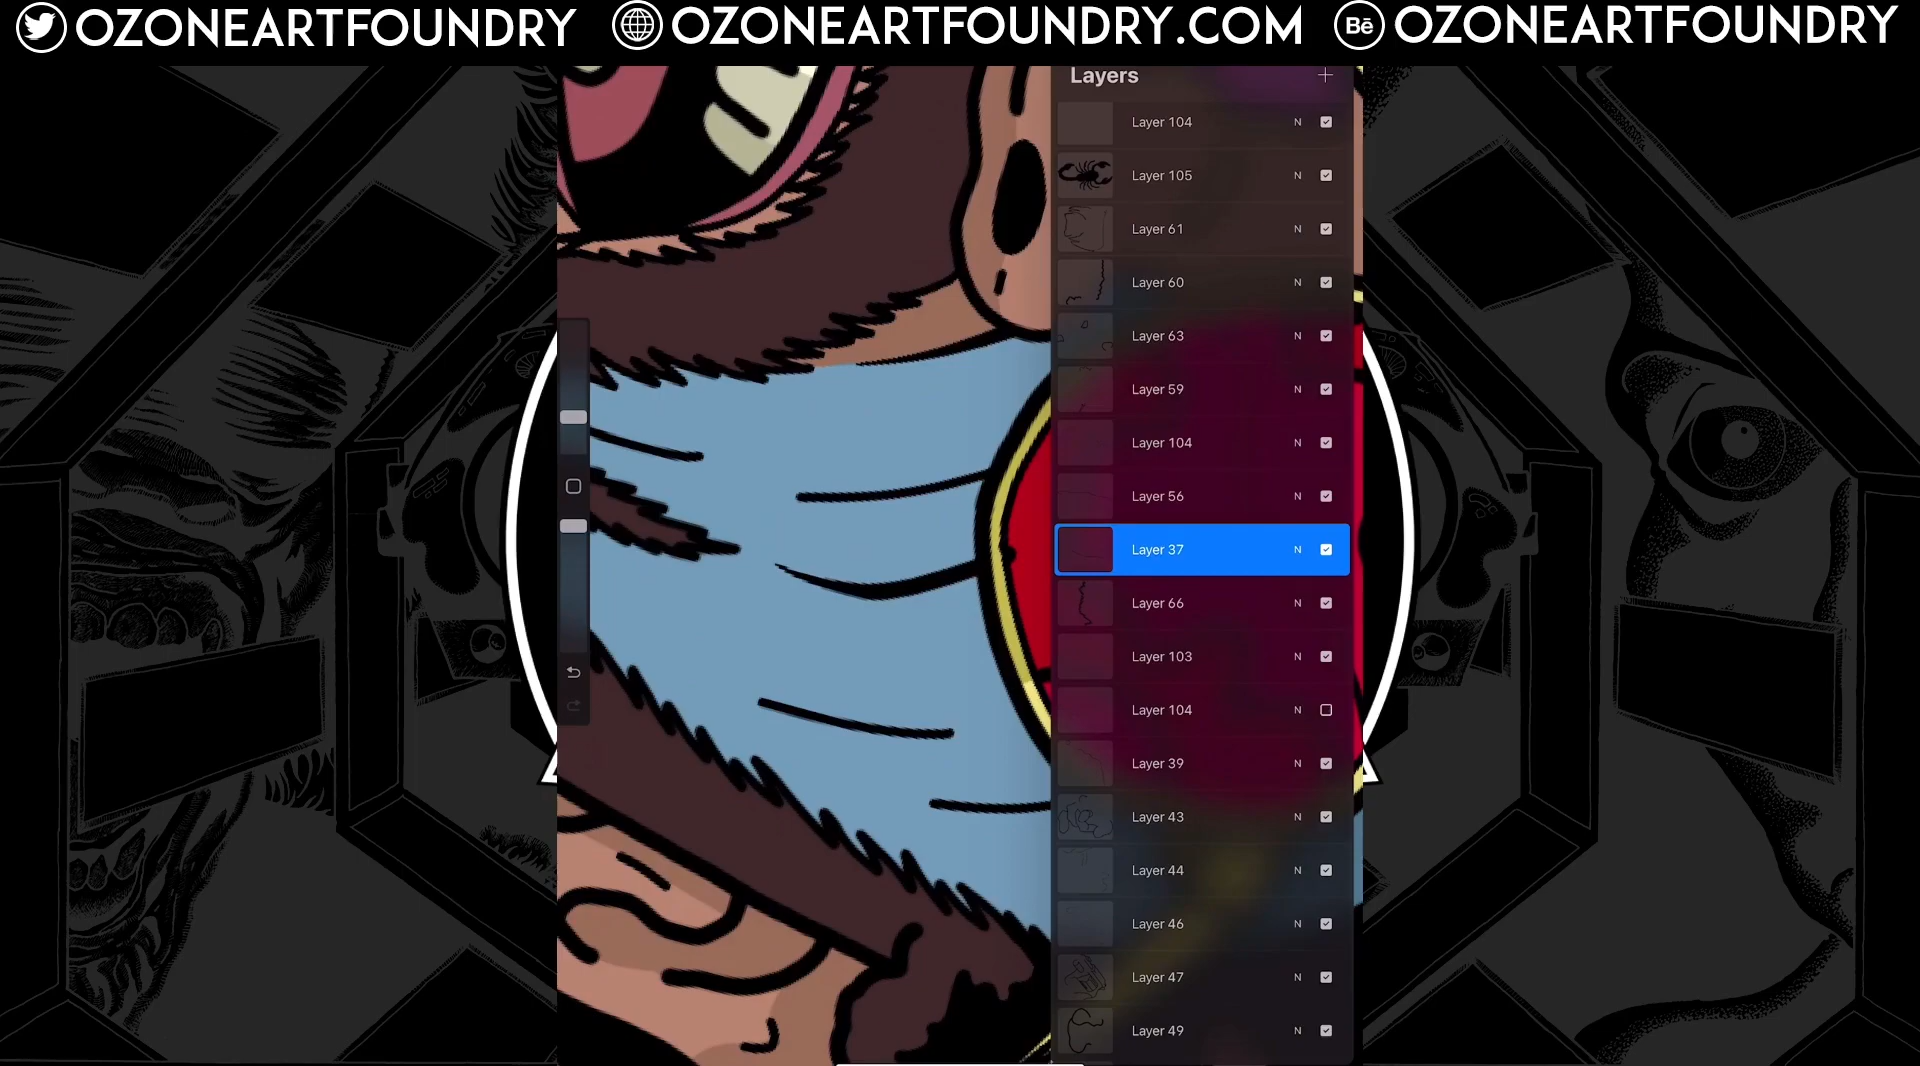 OZONEARTFOUNDRY OZONEARTFOUNDRY.COM Bē OZONEARTFOUNDRY
Layers
Layer 104 N
Layer 105 N
Layer 61 N
Layer 60 N
Layer 63 N
Layer 59 N
Layer 104 N
Layer 56 N
Layer 37 N
Layer 66 N
Layer 103 N
Layer 104 N
Layer 39 N
Layer 43 N
Layer 44 N
Layer 46 N
Layer 47 N
Layer 49 N